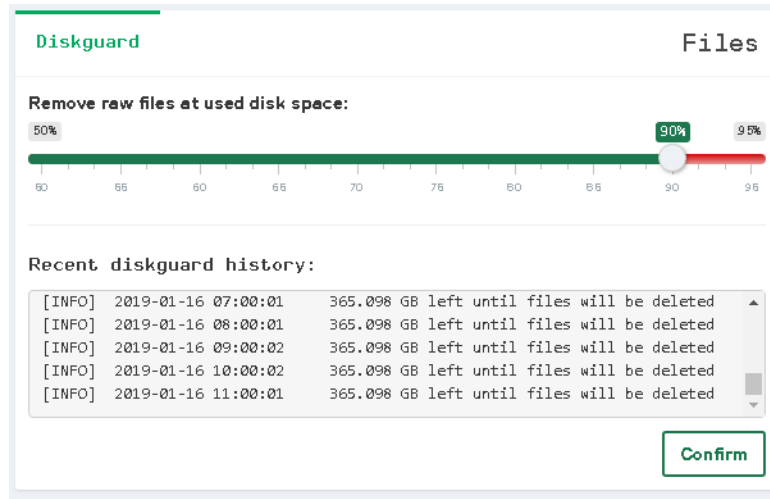 Diskguard
Files
Remove raw files at used disk space:
50% 90% 95%
50 55 60 65 70 75 80 85 90 95
Recent diskguard history:
[INFO] 2019-01-16 07:00:01 365.098 GB left until files will be deleted
[INFO] 2019-01-16 08:00:01 365.098 GB left until files will be deleted
[INFO] 2019-01-16 09:00:02 365.098 GB left until files will be deleted
[INFO] 2019-01-16 10:00:02 365.098 GB left until files will be deleted
[INFO] 2019-01-16 11:00:01 365.098 GB left until files will be deleted
Confirm